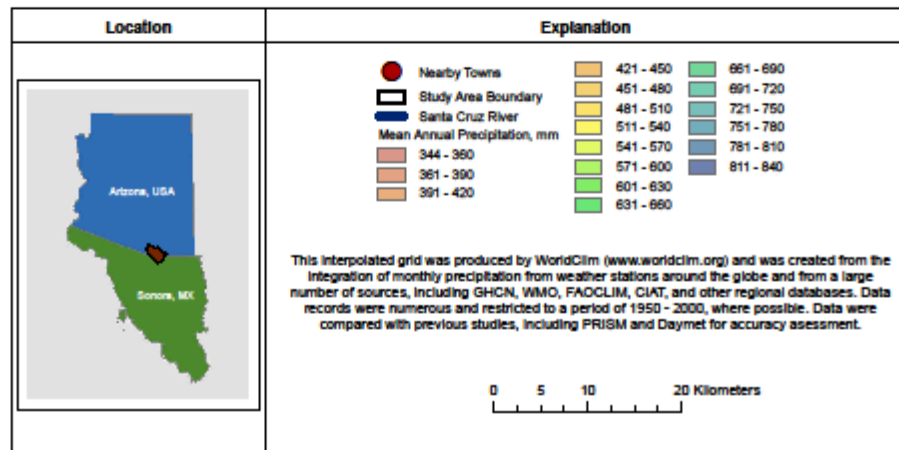 Location
Explanation
Arizona, USA
Sonora, MX
Nearby Towns
Study Area Boundary
Santa Cruz River
Mean Annual Precipitation, mm
344 - 360
361 - 390
391 - 420
421 - 450
451 - 480
481 - 510
511 - 540
541 - 570
571 - 600
601 - 630
631 - 660
661 - 690
691 - 720
721 - 750
751 - 780
781 - 810
811 - 840
This interpolated grid was produced by WorldClim (www.worldclim.org) and was created from the
integration of monthly precipitation from weather stations around the globe and from a large
number of sources, including GHCN, WMO, FAOCLIM, CIAT, and other regional databases. Data
records were numerous and restricted to a period of 1950 - 2000, where possible. Data were
compared with previous studies, including PRISM and Daymet for accuracy asessment.
0 5 10 20 Kilometers